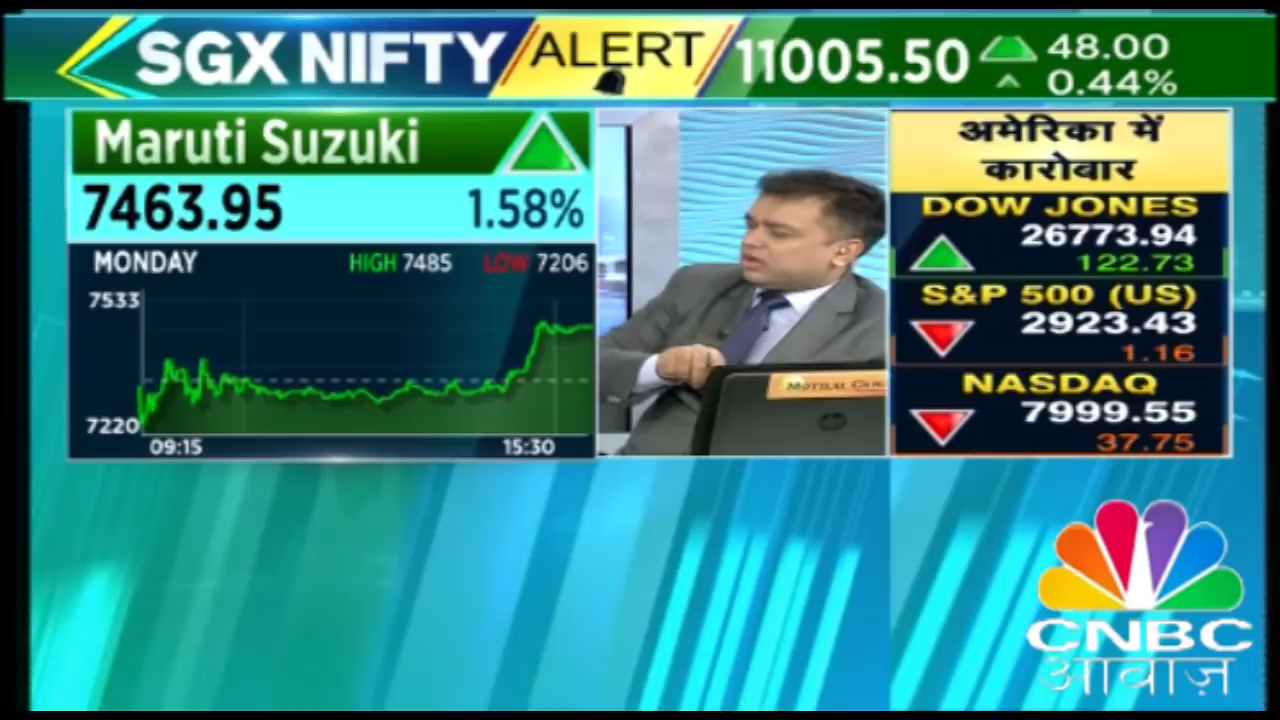 SGX NIFTY
ALERT
11005.50
48.00
0.44%
Maruti Suzuki
7463.95
1.58%
MONDAY
HIGH 7485
LOW 7206
7533
7220
09:15
15:30
MOTILAL
अमेरिका में
कारोबार
DOW JONES
26773.94
122.73
S&P 500 (US)
2923.43
1.16
NASDAQ
7999.55
37.75
CNBC
आवाज़